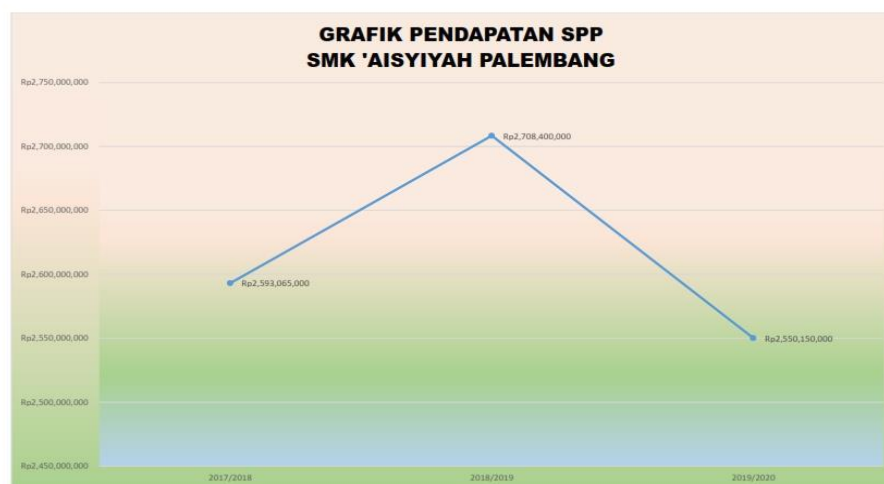 GRAFIK PENDAPATAN SPP
SMK 'AISYIYAH PALEMBANG
Rp2,750,000,000
Rp2,700,000,000
Rp2,650,000,000
Rp2,600,000,000
Rp2,550,000,000
Rp2,500,000,000
Rp2,450,000,000
Rp2,593,065,000
Rp2,708,400,000
Rp2,550,150,000
2017/2018
2018/2019
2019/2020